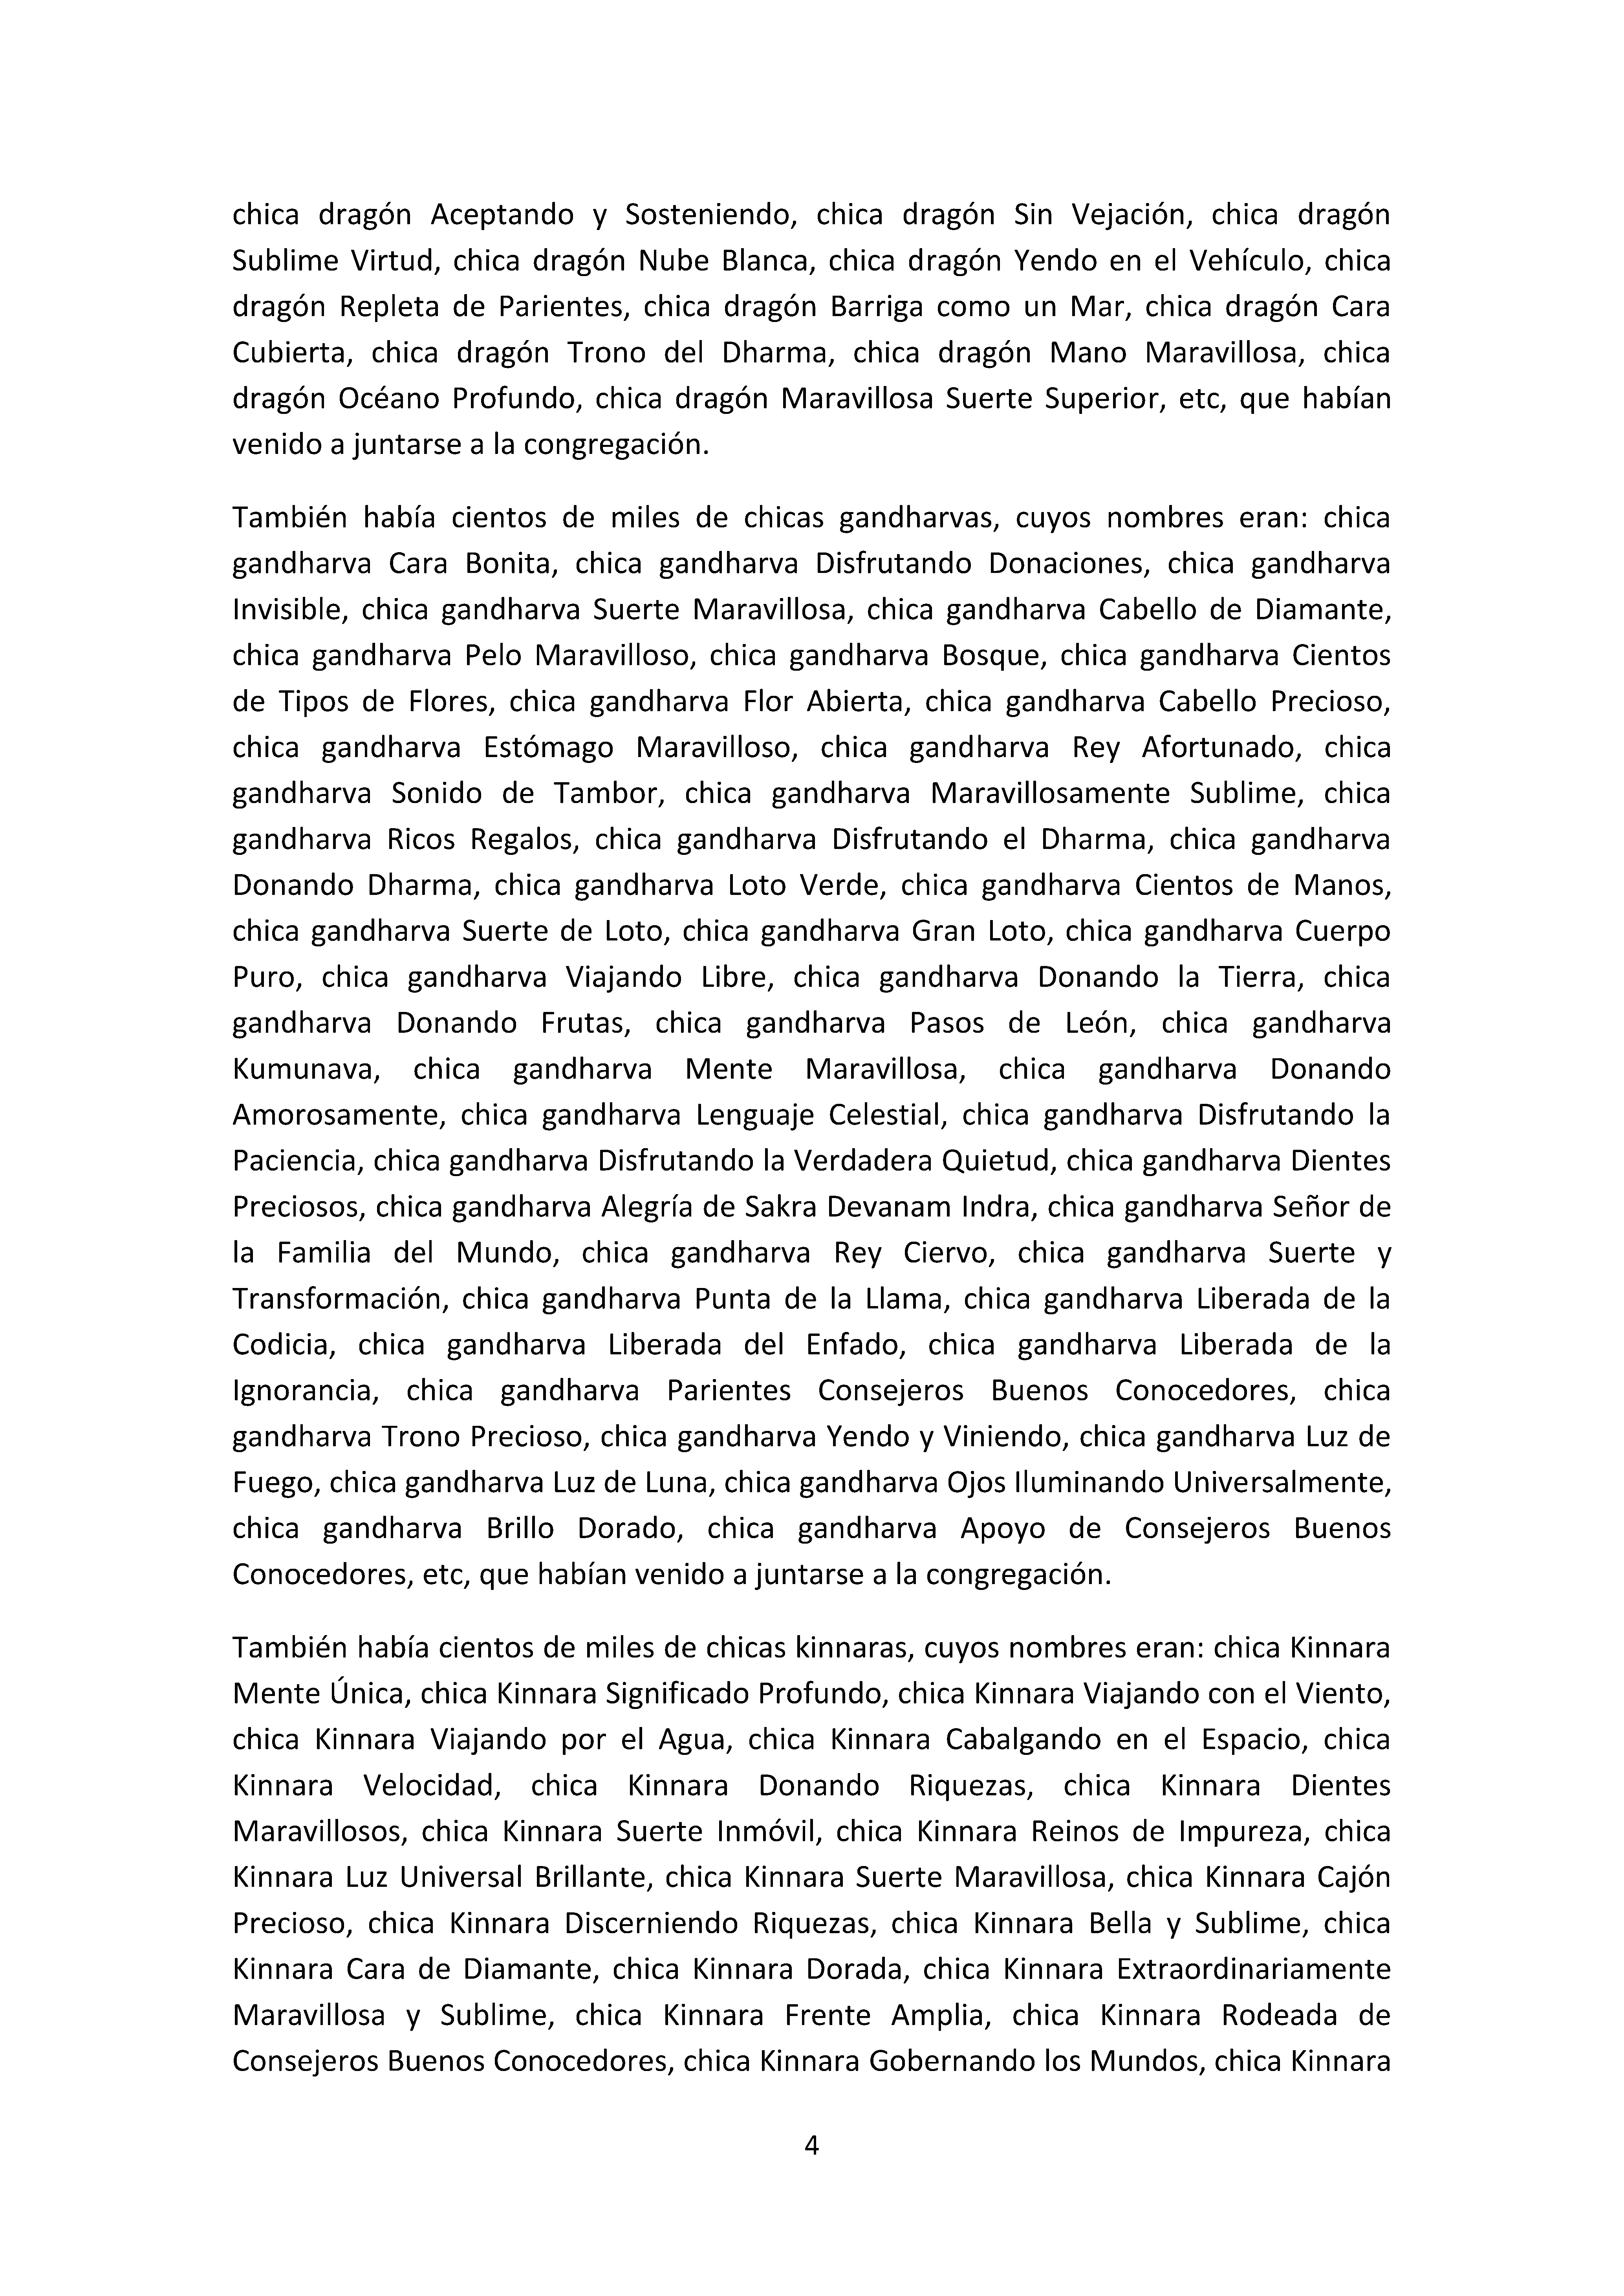 chica dragón Aceptando y Sosteniendo, chica dragón Sin Vejación, chica dragón
Sublime Virtud, chica dragón Nube Blanca, chica dragón Yendo en el Vehículo, chica
dragón Repleta de Parientes, chica dragón Barriga como un Mar, chica dragón Cara
Cubierta, chica dragón Trono del Dharma, chica dragón Mano Maravillosa, chica
dragón Océano Profundo, chica dragón Maravillosa Suerte Superior, etc, que habían
venido a juntarse a la congregación.
También había cientos de miles de chicas gandharvas, cuyos nombres eran: chica
gandharva Cara Bonita, chica gandharva Disfrutando Donaciones, chica gandharva
Invisible, chica gandharva Suerte Maravillosa, chica gandharva Cabello de Diamante,
chica gandharva Pelo Maravilloso, chica gandharva Bosque, chica gandharva Cientos
de Tipos de Flores, chica gandharva Flor Abierta, chica gandharva Cabello Precioso,
chica gandharva Estómago Maravilloso, chica gandharva Rey Afortunado, chica
gandharva Sonido de Tambor, chica gandharva Maravillosamente Sublime, chica
gandharva Ricos Regalos, chica gandharva Disfrutando el Dharma, chica gandharva
Donando Dharma, chica gandharva Loto Verde, chica gandharva Cientos de Manos,
chica gandharva Suerte de Loto, chica gandharva Gran Loto, chica gandharva Cuerpo
Puro, chica gandharva Viajando Libre, chica gandharva Donando la Tierra, chica
gandharva Donando Frutas, chica gandharva Pasos de León, chica gandharva
Kumunava, chica gandharva Mente Maravillosa, chica gandharva Donando
Amorosamente, chica gandharva Lenguaje Celestial, chica gandharva Disfrutando la
Paciencia, chica gandharva Disfrutando la Verdadera Quietud, chica gandharva Dientes
Preciosos, chica gandharva Alegría de Sakra Devanam Indra, chica gandharva Señor de
la Familia del Mundo, chica gandharva Rey Ciervo, chica gandharva Suerte y
Transformación, chica gandharva Punta de la Llama, chica gandharva Liberada de la
Codicia, chica gandharva Liberada del Enfado, chica gandharva Liberada de la
Ignorancia, chica gandharva Parientes Consejeros Buenos Conocedores, chica
gandharva Trono Precioso, chica gandharva Yendo y Viniendo, chica gandharva Luz de
Fuego, chica gandharva Luz de Luna, chica gandharva Ojos Iluminando Universalmente,
chica gandharva Brillo Dorado, chica gandharva Apoyo de Consejeros Buenos
Conocedores, etc, que habían venido a juntarse a la congregación.
También había cientos de miles de chicas kinnaras, cuyos nombres eran: chica Kinnara
Mente Única, chica Kinnara Significado Profundo, chica Kinnara Viajando con el Viento,
chica Kinnara Viajando por el Agua, chica Kinnara Cabalgando en el Espacio, chica
Kinnara Velocidad, chica Kinnara Donando Riquezas, chica Kinnara Dientes
Maravillosos, chica Kinnara Suerte Inmóvil, chica Kinnara Reinos de Impureza, chica
Kinnara Luz Universal Brillante, chica Kinnara Suerte Maravillosa, chica Kinnara Cajón
Precioso, chica Kinnara Discerniendo Riquezas, chica Kinnara Bella y Sublime, chica
Kinnara Cara de Diamante, chica Kinnara Dorada, chica Kinnara Extraordinariamente
Maravillosa y Sublime, chica Kinnara Frente Amplia, chica Kinnara Rodeada de
Consejeros Buenos Conocedores, chica Kinnara Gobernando los Mundos, chica Kinnara
4